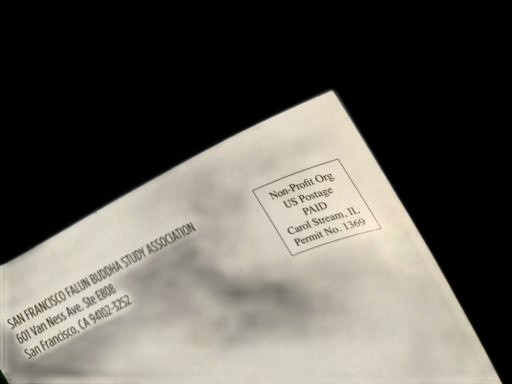 SAN FRANCISCO FALUN BUDDHA STUDY ASSOCIATION
601 Van Ness Ave. Ste E808
San Francisco, CA 94102-3252
Non-Profit Org
US Postage
PAID
Carol Stream, IL
Permit No. 1369